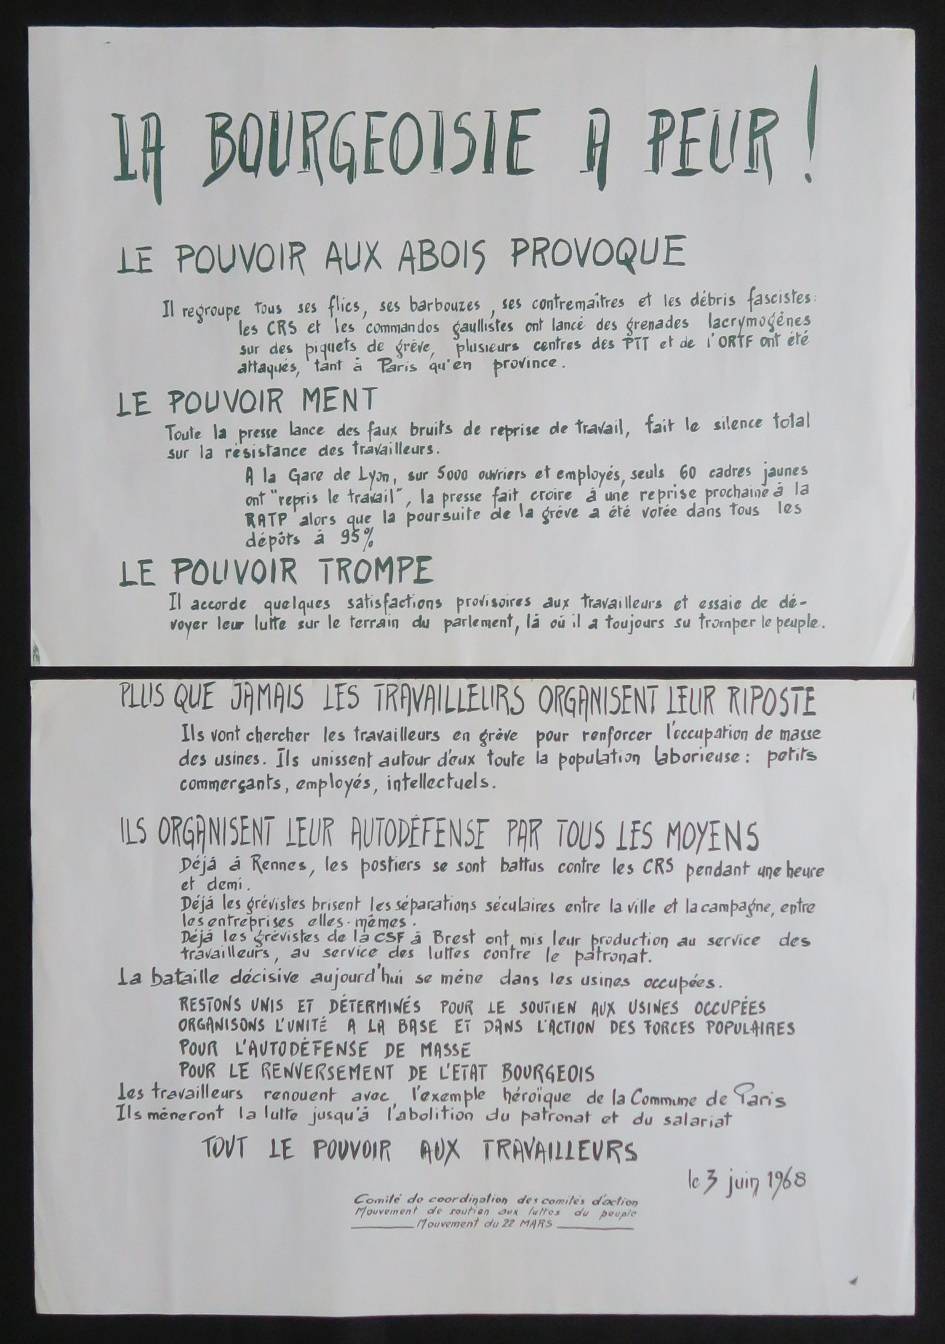 LA BOURGEOISIE A PEUR !
LE POUVOIR AUX ABOIS PROVOQUE
Il regroupe tous ses flics, ses barbouzes, ses contremaîtres et les débris fascistes:
les CRS et les commandos gaullistes ont lancé des grenades lacrymogènes
sur des piquets de grève, plusieurs centres des PTT et de l'ORTF ont été
attaqués, tant à Paris qu'en province.
LE POUVOIR MENT
Toute la presse lance des faux bruits de reprise de travail, fait le silence total
sur la résistance des travailleurs.
A la Gare de Lyon, sur 5000 ouvriers et employés, seuls 60 cadres jaunes
ont "repris le travail", la presse fait croire à une reprise prochaine à la
RATP alors que la poursuite de la grève a été votée dans tous les
dépôts à 95%
LE POUVOIR TROMPE
Il accorde quelques satisfactions provisoires aux travailleurs et essaie de dé-
voyer leur lutte sur le terrain du parlement, là où il a toujours su tromper le peuple.
PLUS QUE JAMAIS LES TRAVAILLEURS ORGANISENT LEUR RIPOSTE
Ils vont chercher les travailleurs en grève pour renforcer l'occupation de masse
des usines. Ils unissent autour d'eux toute la population laborieuse: petits
commerçants, employés, intellectuels.
ILS ORGANISENT LEUR AUTODÉFENSE PAR TOUS LES MOYENS
Déjà à Rennes, les postiers se sont battus contre les CRS pendant une heure
et demi.
Déjà les grévistes brisent les séparations séculaires entre la ville et la campagne, entre
les entreprises elles-mêmes.
Déjà les grévistes de la CSF à Brest ont mis leur production au service des
travailleurs, au service des luttes contre le patronat.
La bataille décisive aujourd'hui se mène dans les usines occupées.
RESTONS UNIS ET DÉTERMINÉS POUR LE SOUTIEN AUX USINES OCCUPÉES
ORGANISONS L'UNITÉ A LA BASE ET DANS L'ACTION DES FORCES POPULAIRES
POUR L'AUTODÉFENSE DE MASSE
POUR LE RENVERSEMENT DE L'ETAT BOURGEOIS
Les travailleurs renouent avec l'exemple héroïque de la Commune de Paris
Ils mèneront la lutte jusqu'à l'abolition du patronat et du salariat
TOUT LE POUVOIR AUX TRAVAILLEURS
le 3 juin 1968
Comité de coordination des comités d'action
Mouvement de soutien aux luttes du peuple
Mouvement du 22 MARS